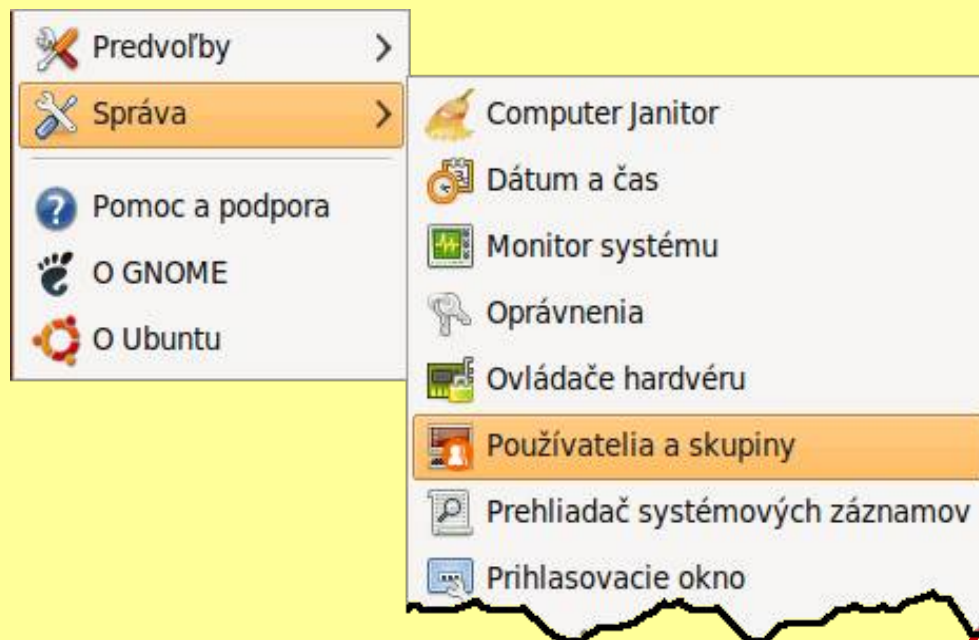 Predvoľby
Správa
Pomoc a podpora
O GNOME
O Ubuntu
Computer Janitor
Dátum a čas
Monitor systému
Oprávnenia
Ovládače hardvéru
Používatelia a skupiny
Prehliadač systémových záznamov
Prihlasovacie okno